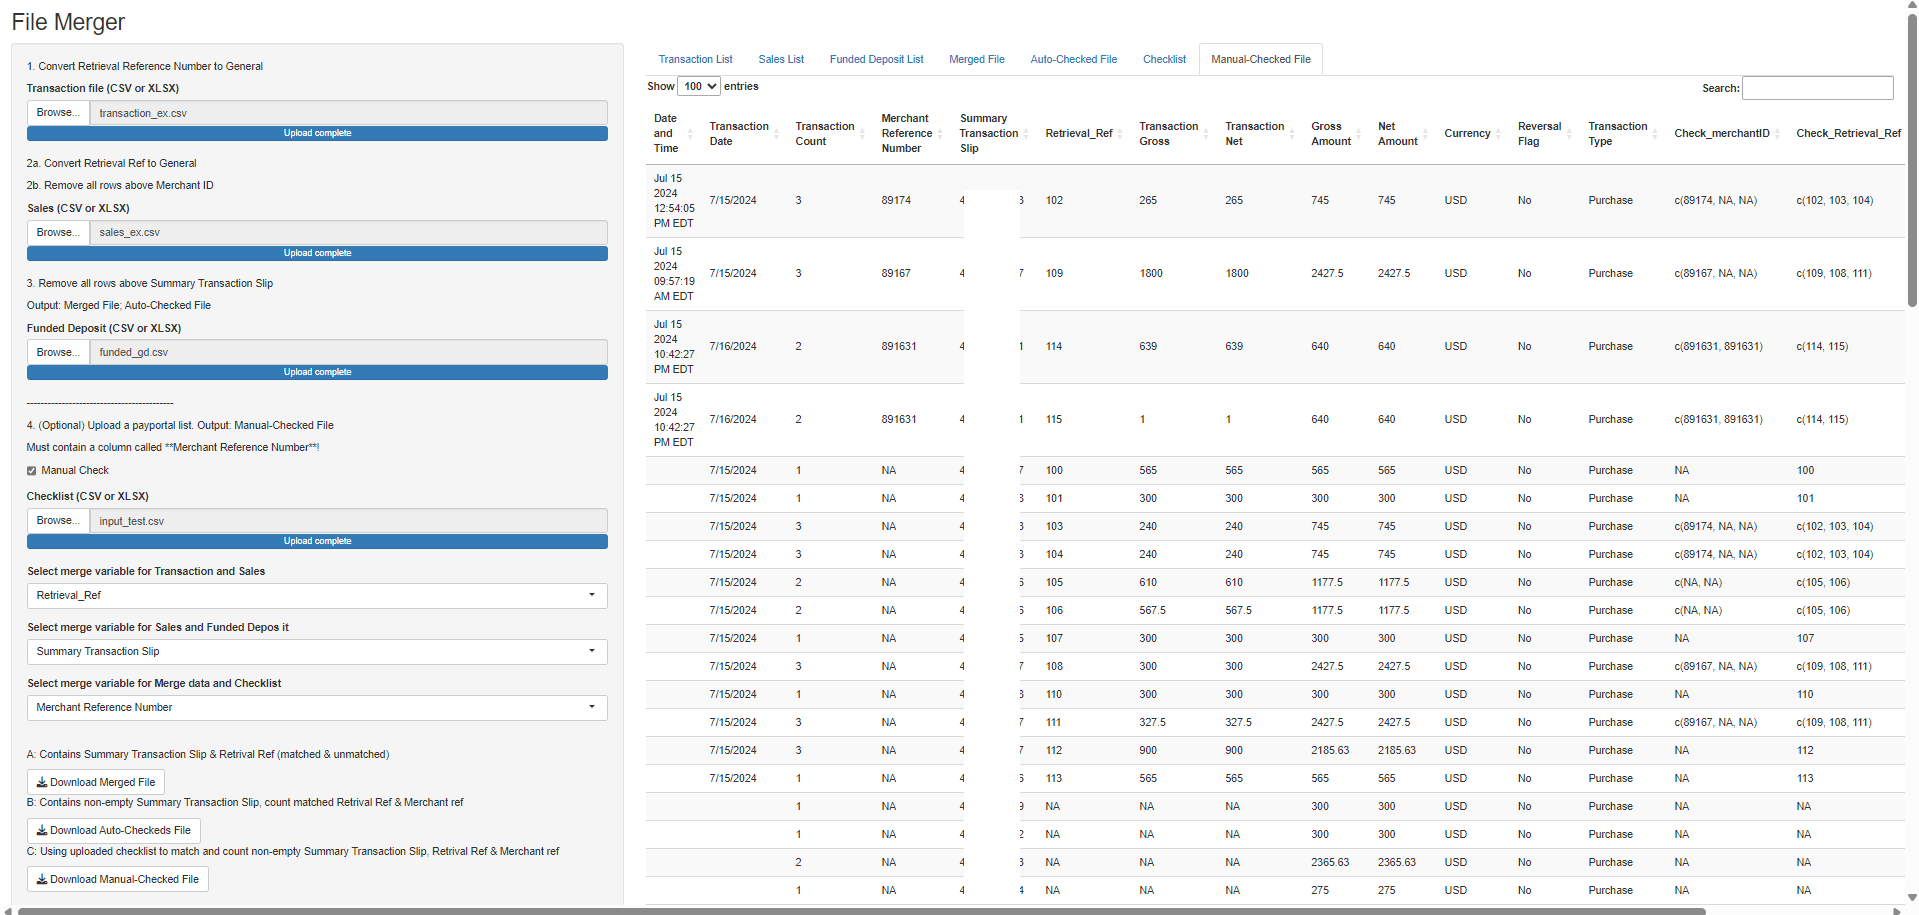 File Merger
1. Convert Retrieval Reference Number to General
Transaction file (CSV or XLSX)
Browse... transaction_ex.csv
Upload complete
2a. Convert Retrieval Ref to General
2b. Remove all rows above Merchant ID
Sales (CSV or XLSX)
Browse... sales_ex.csv
Upload complete
3. Remove all rows above Summary Transaction Slip
Output: Merged File; Auto-Checked File
Funded Deposit (CSV or XLSX)
Browse... funded_gd.csv
Upload complete
------------------------------------------
4. (Optional) Upload a payportal list. Output: Manual-Checked File
Must contain a column called **Merchant Reference Number**!
Manual Check
Checklist (CSV or XLSX)
Browse... input_test.csv
Upload complete
Select merge variable for Transaction and Sales
Retrieval_Ref
Select merge variable for Sales and Funded Depos it
Summary Transaction Slip
Select merge variable for Merge data and Checklist
Merchant Reference Number
A: Contains Summary Transaction Slip & Retrival Ref (matched & unmatched)
Download Merged File
B: Contains non-empty Summary Transaction Slip, count matched Retrival Ref & Merchant ref
Download Auto-Checkeds File
C: Using uploaded checklist to match and count non-empty Summary Transaction Slip, Retrival Ref & Merchant ref
Download Manual-Checked File
Transaction List Sales List Funded Deposit List Merged File Auto-Checked File Checklist Manual-Checked File
Show 100 entries
Search:
Date and Time Transaction Date Transaction Count Merchant Reference Number Summary Transaction Slip Retrieval_Ref Transaction Gross Transaction Net Gross Amount Net Amount Currency Reversal Flag Transaction Type Check_merchantID Check_Retrieval_Ref
Jul 15 2024 12:54:05 PM EDT 7/15/2024 3 89174 4 3 102 265 265 745 745 USD No Purchase c(89174, NA, NA) c(102, 103, 104)
Jul 15 2024 09:57:19 AM EDT 7/15/2024 3 89167 4 7 109 1800 1800 2427.5 2427.5 USD No Purchase c(89167, NA, NA) c(109, 108, 111)
Jul 15 2024 10:42:27 PM EDT 7/16/2024 2 891631 4 1 114 639 639 640 640 USD No Purchase c(891631, 891631) c(114, 115)
Jul 15 2024 10:42:27 PM EDT 7/16/2024 2 891631 4 1 115 1 1 640 640 USD No Purchase c(891631, 891631) c(114, 115)
7/15/2024 1 NA 4 7 100 565 565 565 565 USD No Purchase NA 100
7/15/2024 1 NA 4 3 101 300 300 300 300 USD No Purchase NA 101
7/15/2024 3 NA 4 3 103 240 240 745 745 USD No Purchase c(89174, NA, NA) c(102, 103, 104)
7/15/2024 3 NA 4 3 104 240 240 745 745 USD No Purchase c(89174, NA, NA) c(102, 103, 104)
7/15/2024 2 NA 4 6 105 610 610 1177.5 1177.5 USD No Purchase c(NA, NA) c(105, 106)
7/15/2024 2 NA 4 6 106 567.5 567.5 1177.5 1177.5 USD No Purchase c(NA, NA) c(105, 106)
7/15/2024 1 NA 4 5 107 300 300 300 300 USD No Purchase NA 107
7/15/2024 3 NA 4 7 108 300 300 2427.5 2427.5 USD No Purchase c(89167, NA, NA) c(109, 108, 111)
7/15/2024 1 NA 4 3 110 300 300 300 300 USD No Purchase NA 110
7/15/2024 3 NA 4 7 111 327.5 327.5 2427.5 2427.5 USD No Purchase c(89167, NA, NA) c(109, 108, 111)
7/15/2024 3 NA 4 7 112 900 900 2185.63 2185.63 USD No Purchase NA 112
7/15/2024 1 NA 4 6 113 565 565 565 565 USD No Purchase NA 113
1 NA 4 9 NA NA NA 300 300 USD No Purchase NA NA
1 NA 4 2 NA NA NA 300 300 USD No Purchase NA NA
2 NA 4 3 NA NA NA 2365.63 2365.63 USD No Purchase NA NA
1 NA 4 4 NA NA NA 275 275 USD No Purchase NA NA